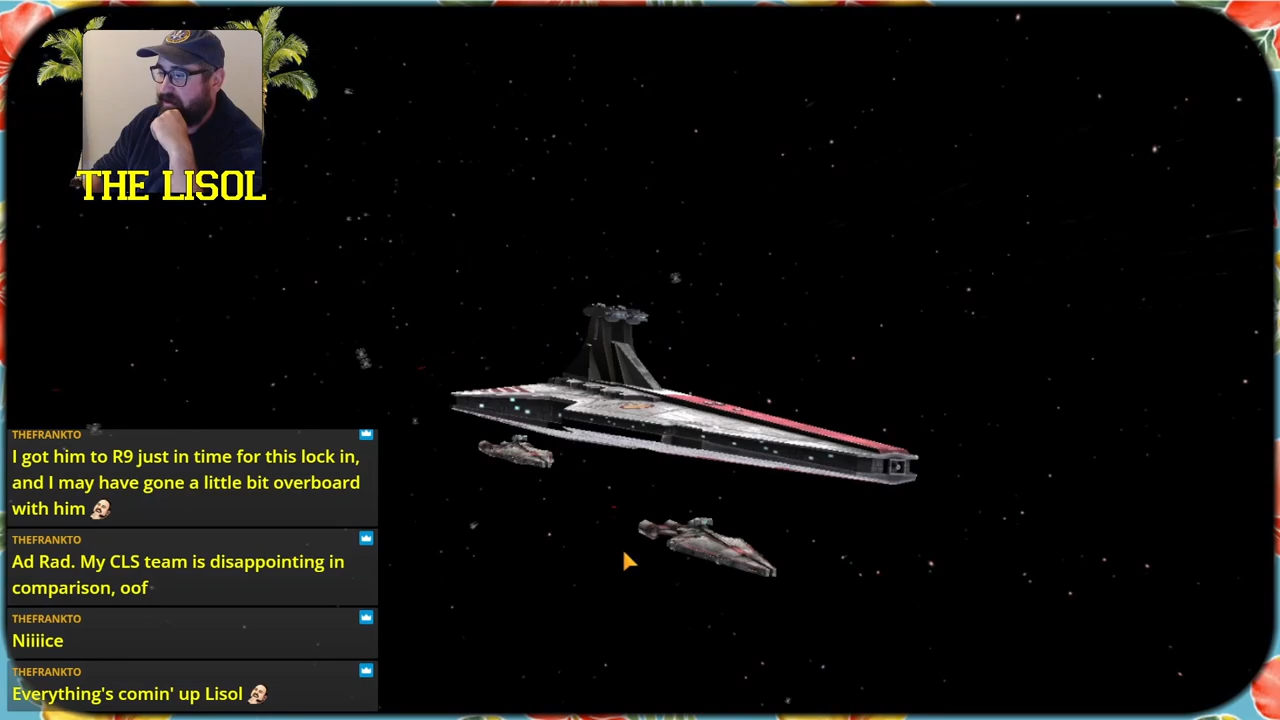 THE LISOL
THEFRANKTO
I got him to R9 just in time for this lock in,
and I may have gone a little bit overboard
with him
THEFRANKTO
Ad Rad. My CLS team is disappointing in
comparison, oof
THEFRANKTO
Niiiice
THEFRANKTO
Everything's comin' up Lisol